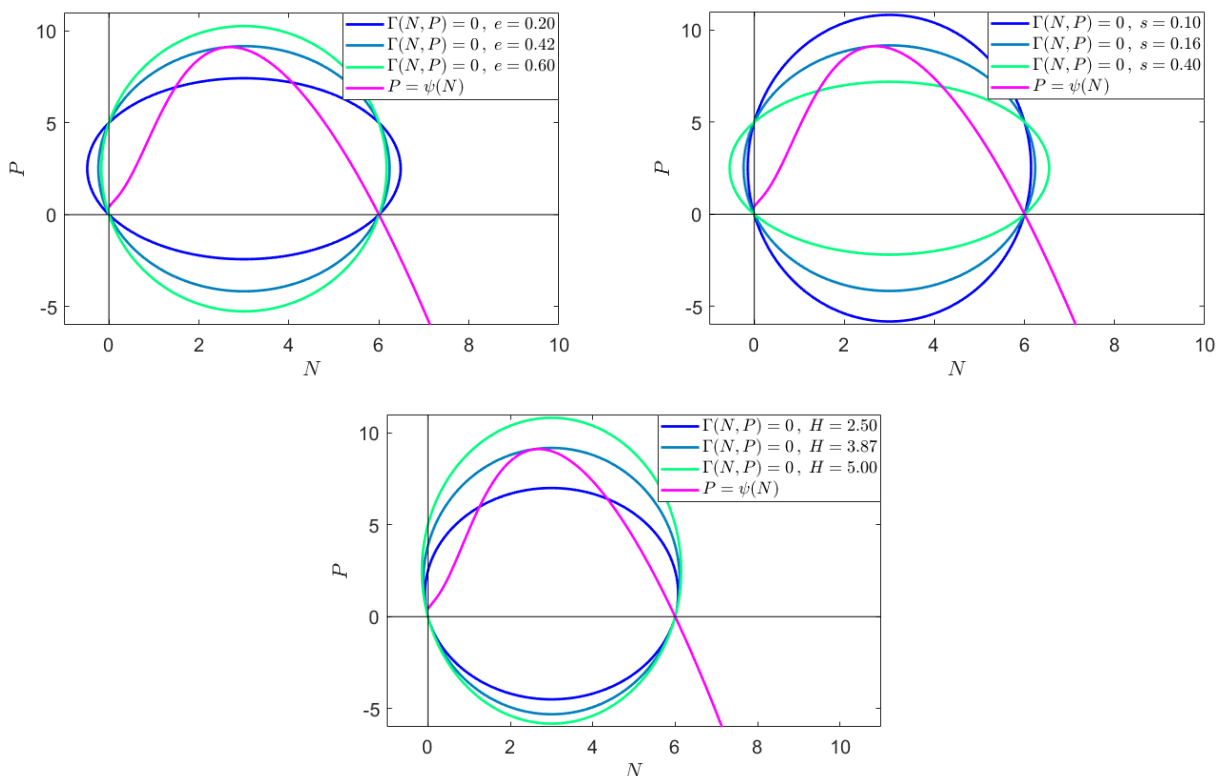 Γ(N, P) = 0 , e = 0.20
Γ(N, P) = 0 , e = 0.42
Γ(N, P) = 0 , e = 0.60
P = ψ(N)
10
5
0
-5
P
0
2
4
6
8
10
N
Γ(N, P) = 0 , s = 0.10
Γ(N, P) = 0 , s = 0.16
Γ(N, P) = 0 , s = 0.40
P = ψ(N)
10
5
0
-5
P
0
2
4
6
8
10
N
Γ(N, P) = 0 , H = 2.50
Γ(N, P) = 0 , H = 3.87
Γ(N, P) = 0 , H = 5.00
P = ψ(N)
10
5
0
-5
P
0
2
4
6
8
10
N